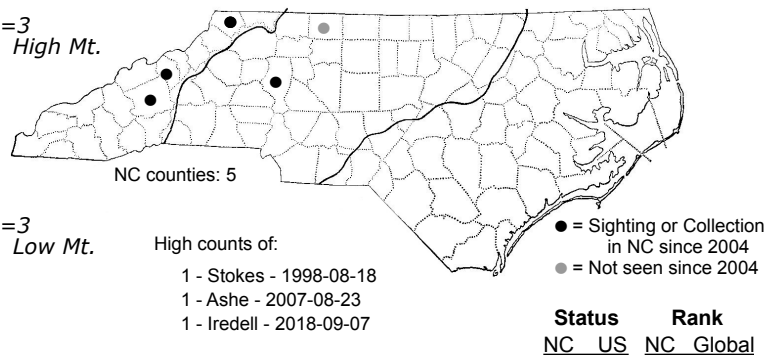 =3
High Mt.
NC counties: 5
=3
Low Mt.
High counts of:
1 - Stokes - 1998-08-18
1 - Ashe - 2007-08-23
1 - Iredell - 2018-09-07
= Sighting or Collection
in NC since 2004
= Not seen since 2004
Status Rank
NC US NC Global